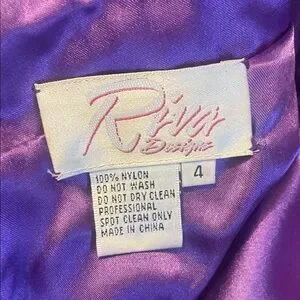 Riva
Designs
4
100% NYLON
DO NOT WASH
DO NOT DRY CLEAN
PROFESSIONAL
SPOT CLEAN ONLY
MADE IN CHINA